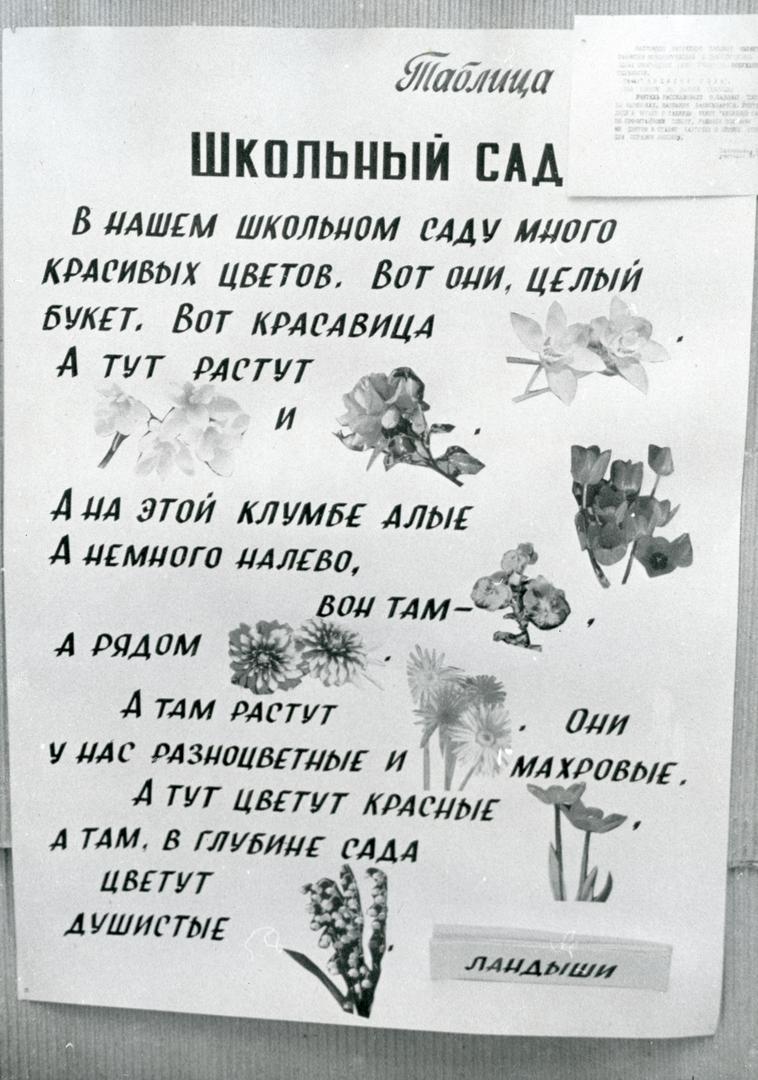 Таблица
Школьный сад
В нашем школьном саду много
красивых цветов. Вот они, целый
букет. Вот красавица .
А тут растут
и .
А на этой клумбе алые
А немного налево,
вон там— ,
а рядом .
А там растут . Они
у нас разноцветные и махровые.
А тут цветут красные ,
а там, в глубине сада
цветут
душистые .
ландыши